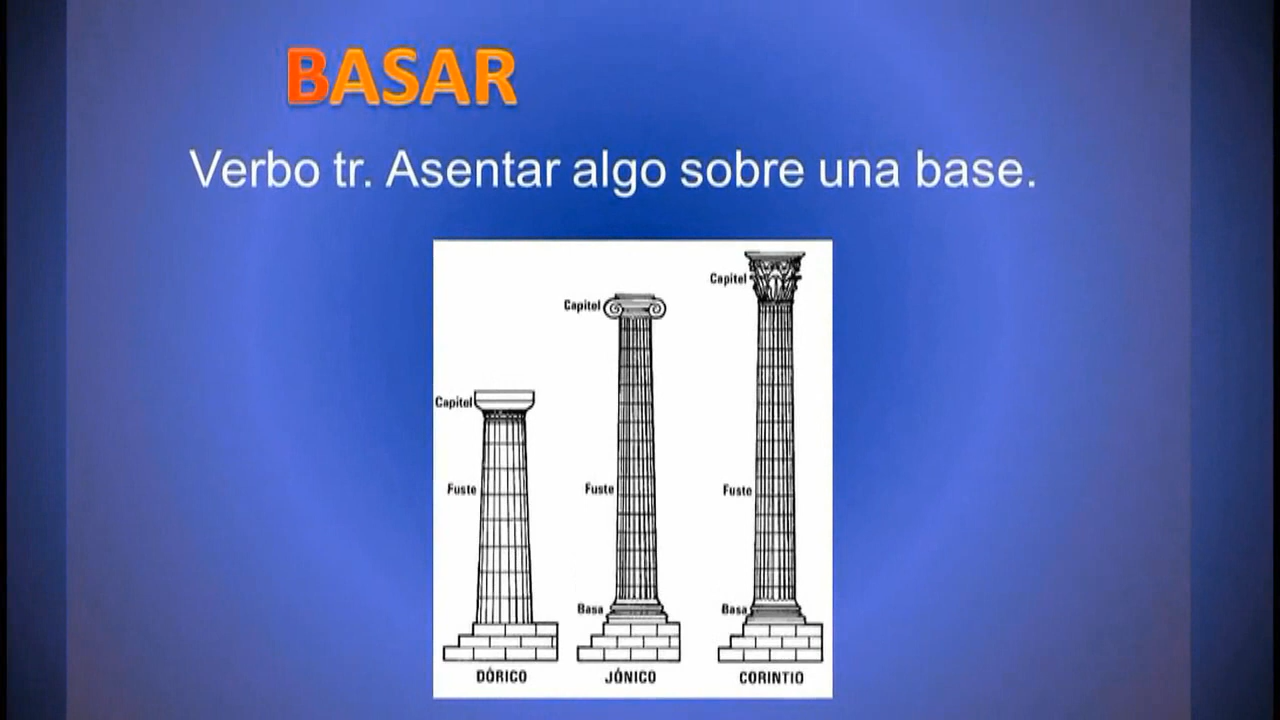 BASAR
Verbo tr. Asentar algo sobre una base.
Capitel
Capitel
Capitel
Fuste
Fuste
Fuste
Basa
Basa
DÓRICO
JÓNICO
CORINTIO